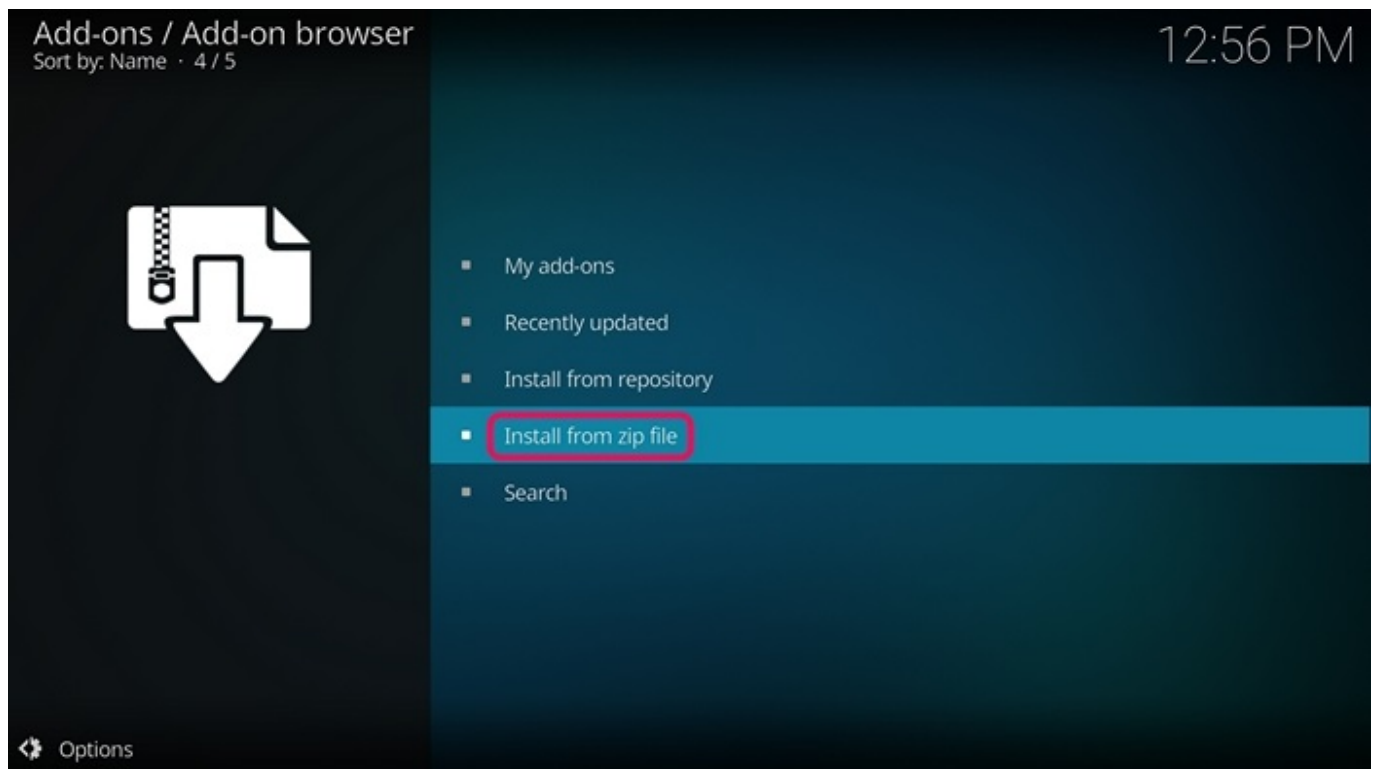 Add-ons / Add-on browser
Sort by: Name · 4 / 5
12:56 PM
My add-ons
Recently updated
Install from repository
Install from zip file
Search
Options